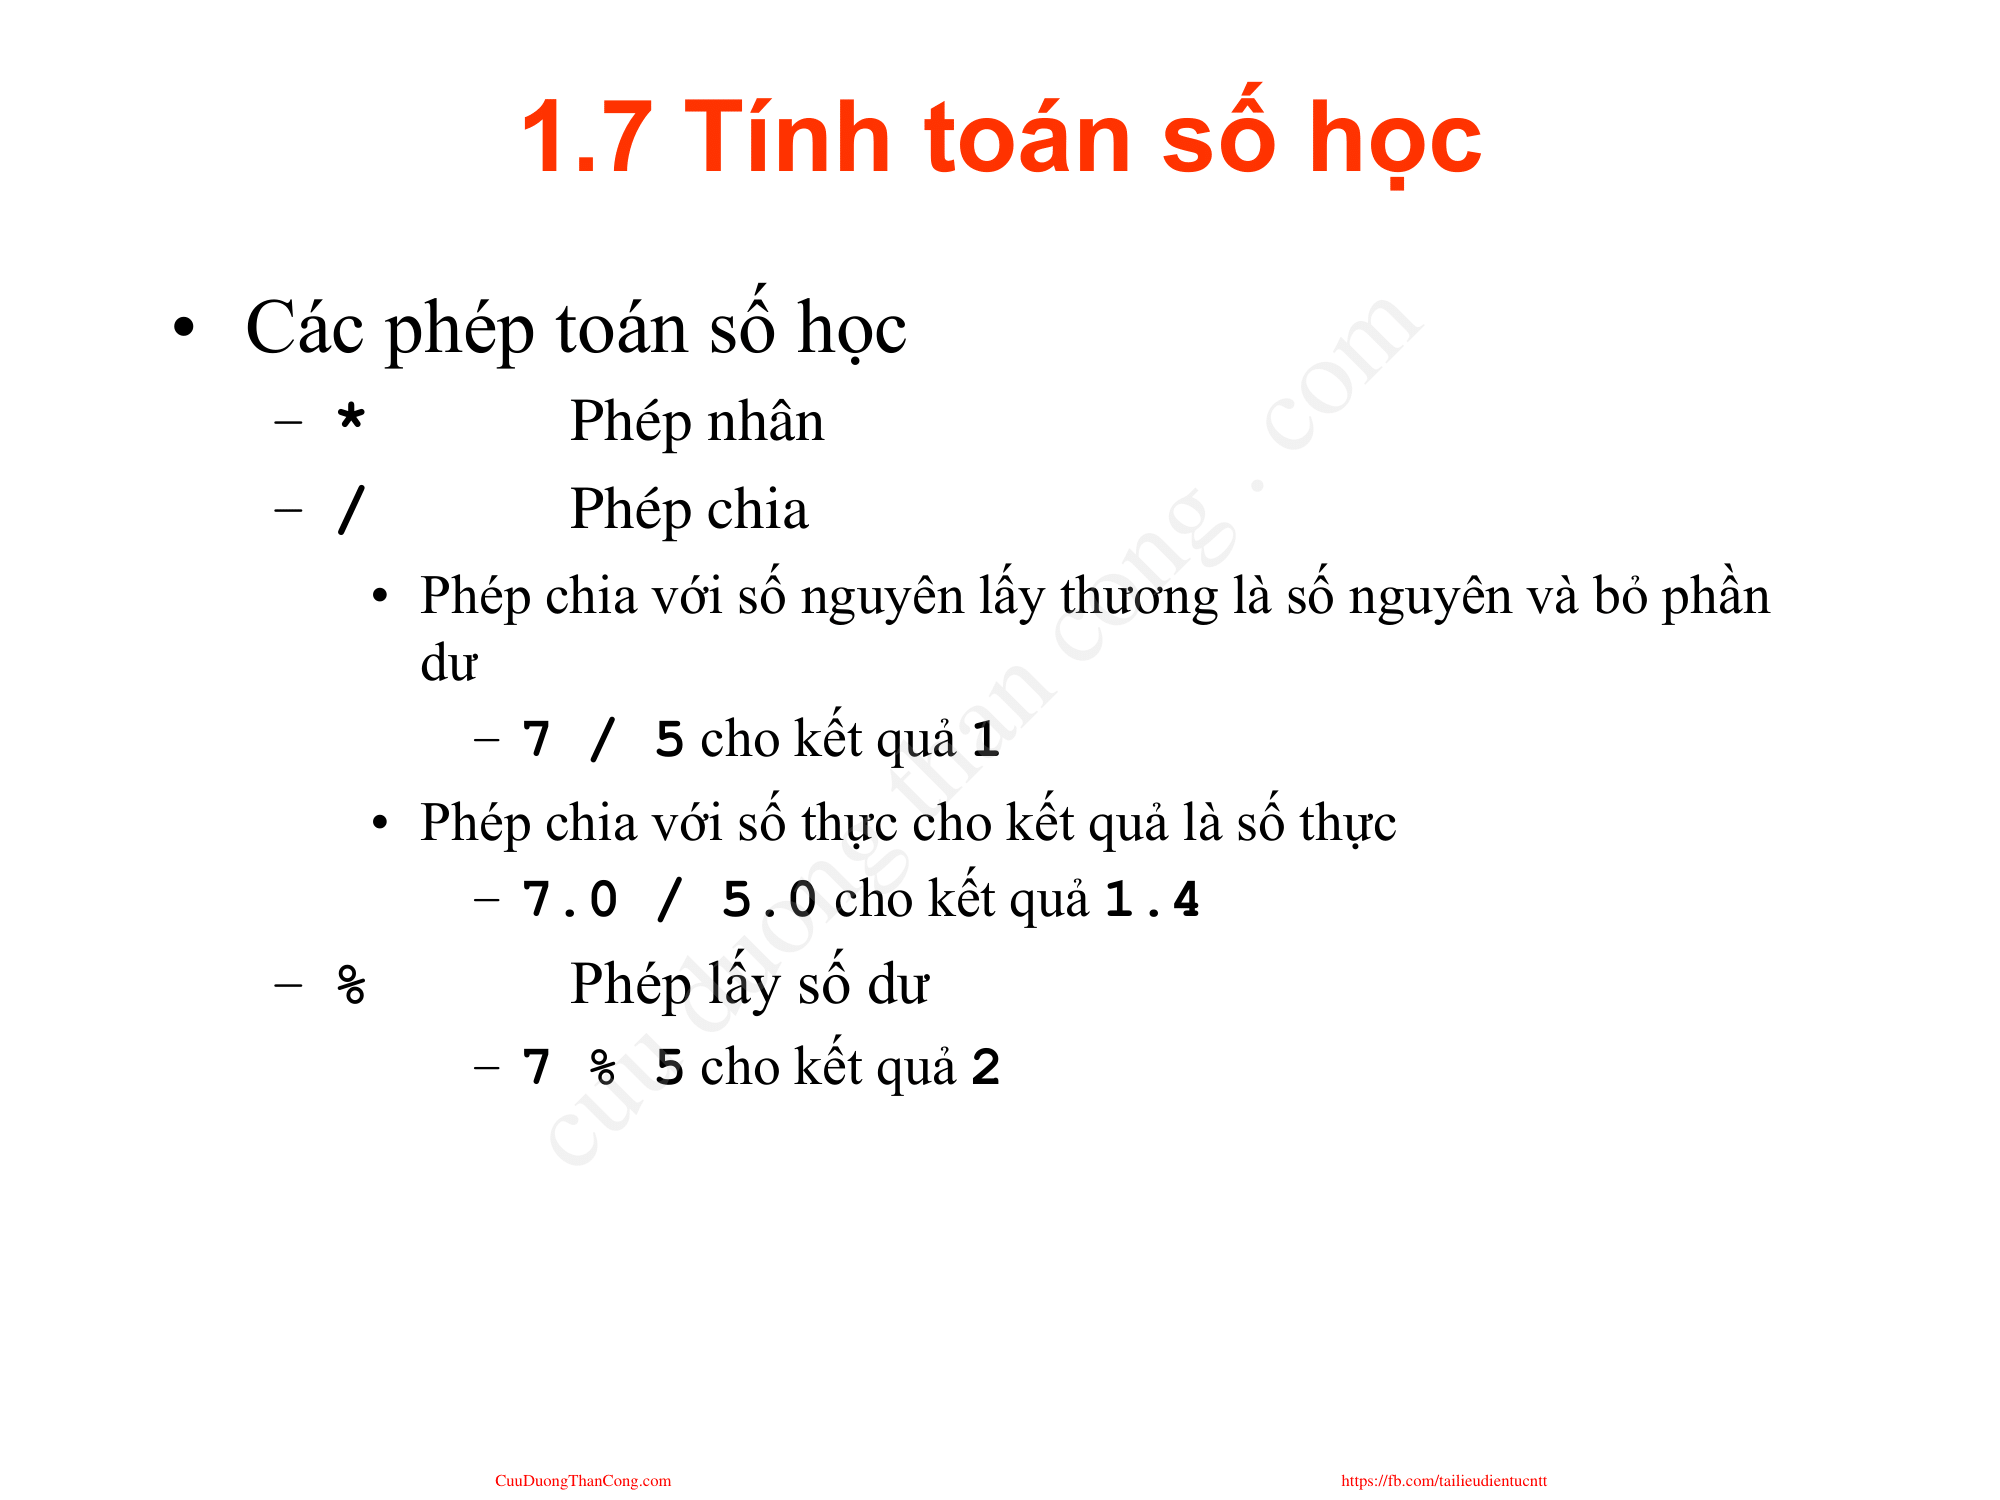 1.7 Tính toán số học
• Các phép toán số học
– * Phép nhân
– / Phép chia
• Phép chia với số nguyên lấy thương là số nguyên và bỏ phần
dư
– 7 / 5 cho kết quả 1
• Phép chia với số thực cho kết quả là số thực
– 7.0 / 5.0 cho kết quả 1.4
– % Phép lấy số dư
– 7 % 5 cho kết quả 2
cuu duong than cong . com
CuuDuongThanCong.com
https://fb.com/tailieudientucntt